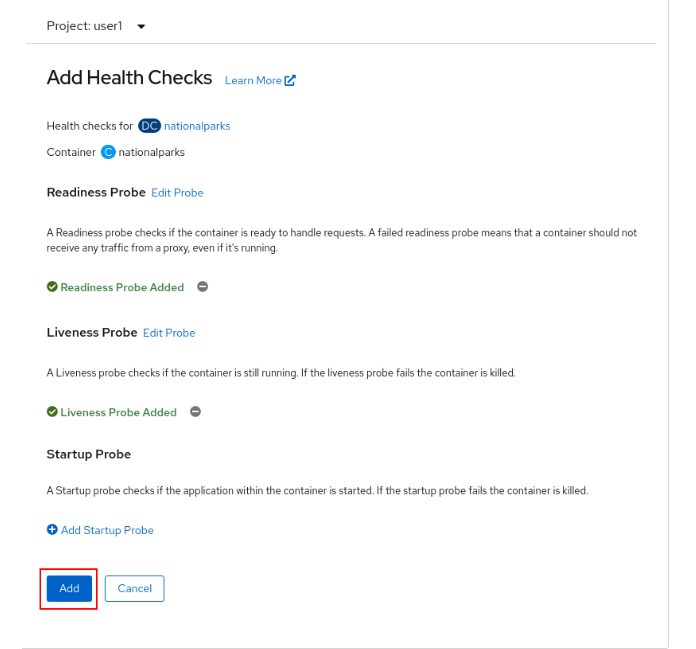 Project: user1
Add Health Checks Learn More
Health checks for DC nationalparks
Container C nationalparks
Readiness Probe Edit Probe
A Readiness probe checks if the container is ready to handle requests. A failed readiness probe means that a container should not
receive any traffic from a proxy, even if it's running.
Readiness Probe Added
Liveness Probe Edit Probe
A Liveness probe checks if the container is still running. If the liveness probe fails the container is killed.
Liveness Probe Added
Startup Probe
A Startup probe checks if the application within the container is started. If the startup probe fails the container is killed.
Add Startup Probe
Add Cancel